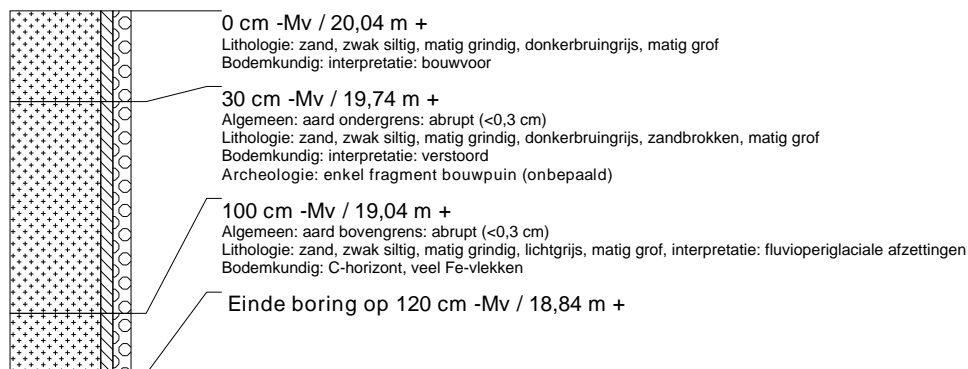 0 cm -Mv / 20,04 m +
Lithologie: zand, zwak siltig, matig grindig, donkerbruingrijs, matig grof
Bodemkundig: interpretatie: bouwvoor
30 cm -Mv / 19,74 m +
Algemeen: aard ondergrens: abrupt (<0,3 cm)
Lithologie: zand, zwak siltig, matig grindig, donkerbruingrijs, zandbrokken, matig grof
Bodemkundig: interpretatie: verstoord
Archeologie: enkel fragment bouwpuin (onbepaald)
100 cm -Mv / 19,04 m +
Algemeen: aard bovengrens: abrupt (<0,3 cm)
Lithologie: zand, zwak siltig, matig grindig, lichtgrijs, matig grof, interpretatie: fluvioperiglaciale afzettingen
Bodemkundig: C-horizont, veel Fe-vlekken
Einde boring op 120 cm -Mv / 18,84 m +